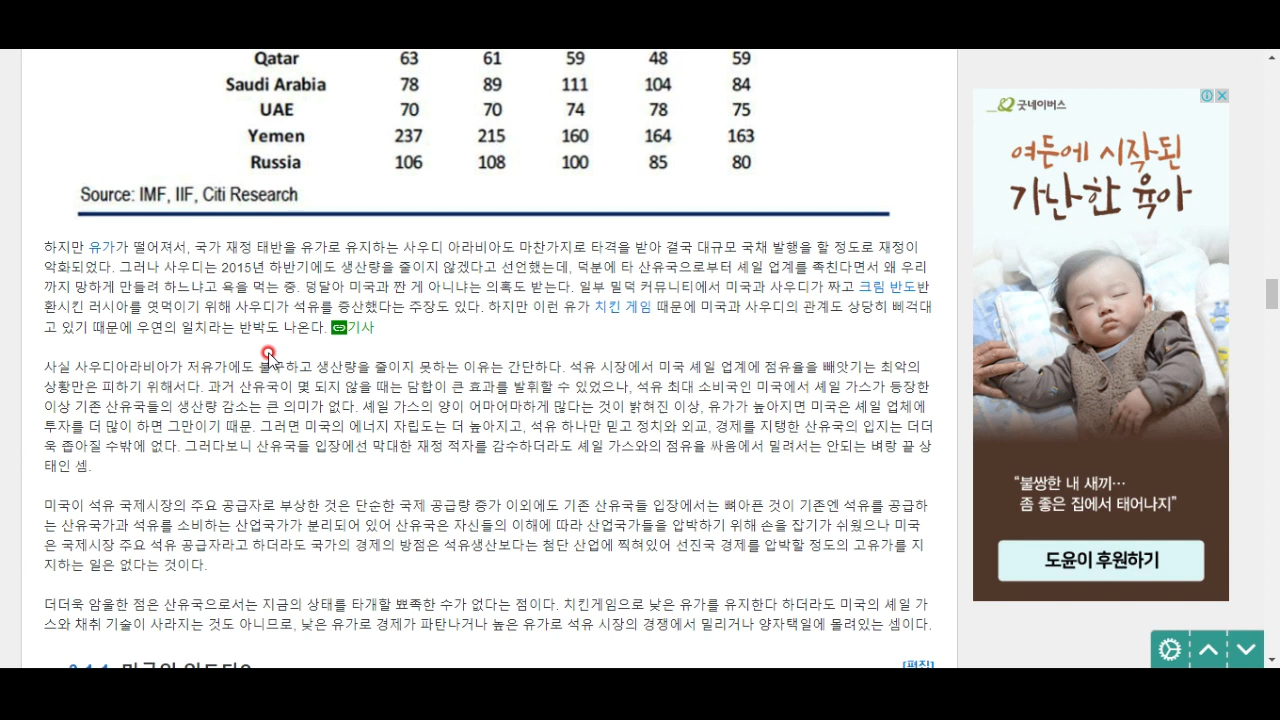 Qatar 63 61 59 48 59
Saudi Arabia 78 89 111 104 84
UAE 70 70 74 78 75
Yemen 237 215 160 164 163
Russia 106 108 100 85 80
Source: IMF, IIF, Citi Research
하지만 유가가 떨어져서, 국가 재정 태반을 유가로 유지하는 사우디 아라비아도 마찬가지로 타격을 받아 결국 대규모 국채 발행을 할 정도로 재정이
악화되었다. 그러나 사우디는 2015년 하반기에도 생산량을 줄이지 않겠다고 선언했는데, 덕분에 타 산유국으로부터 셰일 업계를 족친다면서 왜 우리
까지 망하게 만들려 하느냐고 욕을 먹는 중. 덩달아 미국과 짠 게 아니냐는 의혹도 받는다. 일부 밀덕 커뮤니티에서 미국과 사우디가 짜고 크림 반도반
환시킨 러시아를 엿먹이기 위해 사우디가 석유를 증산했다는 주장도 있다. 하지만 이런 유가 치킨 게임 때문에 미국과 사우디의 관계도 상당히 삐걱대
고 있기 때문에 우연의 일치라는 반박도 나온다. 기사
사실 사우디아라비아가 저유가에도 불구하고 생산량을 줄이지 못하는 이유는 간단하다. 석유 시장에서 미국 셰일 업계에 점유율을 빼앗기는 최악의
상황만은 피하기 위해서다. 과거 산유국이 몇 되지 않을 때는 담합이 큰 효과를 발휘할 수 있었으나, 석유 최대 소비국인 미국에서 셰일 가스가 등장한
이상 기존 산유국들의 생산량 감소는 큰 의미가 없다. 셰일 가스의 양이 어마어마하게 많다는 것이 밝혀진 이상, 유가가 높아지면 미국은 셰일 업체에
투자를 더 많이 하면 그만이기 때문. 그러면 미국의 에너지 자립도는 더 높아지고, 석유 하나만 믿고 정치와 외교, 경제를 지탱한 산유국의 입지는 더더
욱 좁아질 수밖에 없다. 그러다보니 산유국들 입장에선 막대한 재정 적자를 감수하더라도 셰일 가스와의 점유율 싸움에서 밀려서는 안되는 벼랑 끝 상
태인 셈.
미국이 석유 국제시장의 주요 공급자로 부상한 것은 단순한 국제 공급량 증가 이외에도 기존 산유국들 입장에서는 뼈아픈 것이 기존엔 석유를 공급하
는 산유국가과 석유를 소비하는 산업국가가 분리되어 있어 산유국은 자신들의 이해에 따라 산업국가들을 압박하기 위해 손을 잡기가 쉬웠으나 미국
은 국제시장 주요 석유 공급자라고 하더라도 국가의 경제의 방점은 석유생산보다는 첨단 산업에 찍혀있어 선진국 경제를 압박할 정도의 고유가를 지
지하는 일은 없다는 것이다.
더더욱 암울한 점은 산유국으로서는 지금의 상태를 타개할 뾰족한 수가 없다는 점이다. 치킨게임으로 낮은 유가를 유지한다 하더라도 미국의 셰일 가
스와 채취 기술이 사라지는 것도 아니므로, 낮은 유가로 경제가 파탄나거나 높은 유가로 석유 시장의 경쟁에서 밀리거나 양자택일에 몰려있는 셈이다.
[편집]
굿네이버스
여든에 시작된
가난한 육아
“불쌍한 내 새끼…
좀 좋은 집에서 태어나지”
도윤이 후원하기